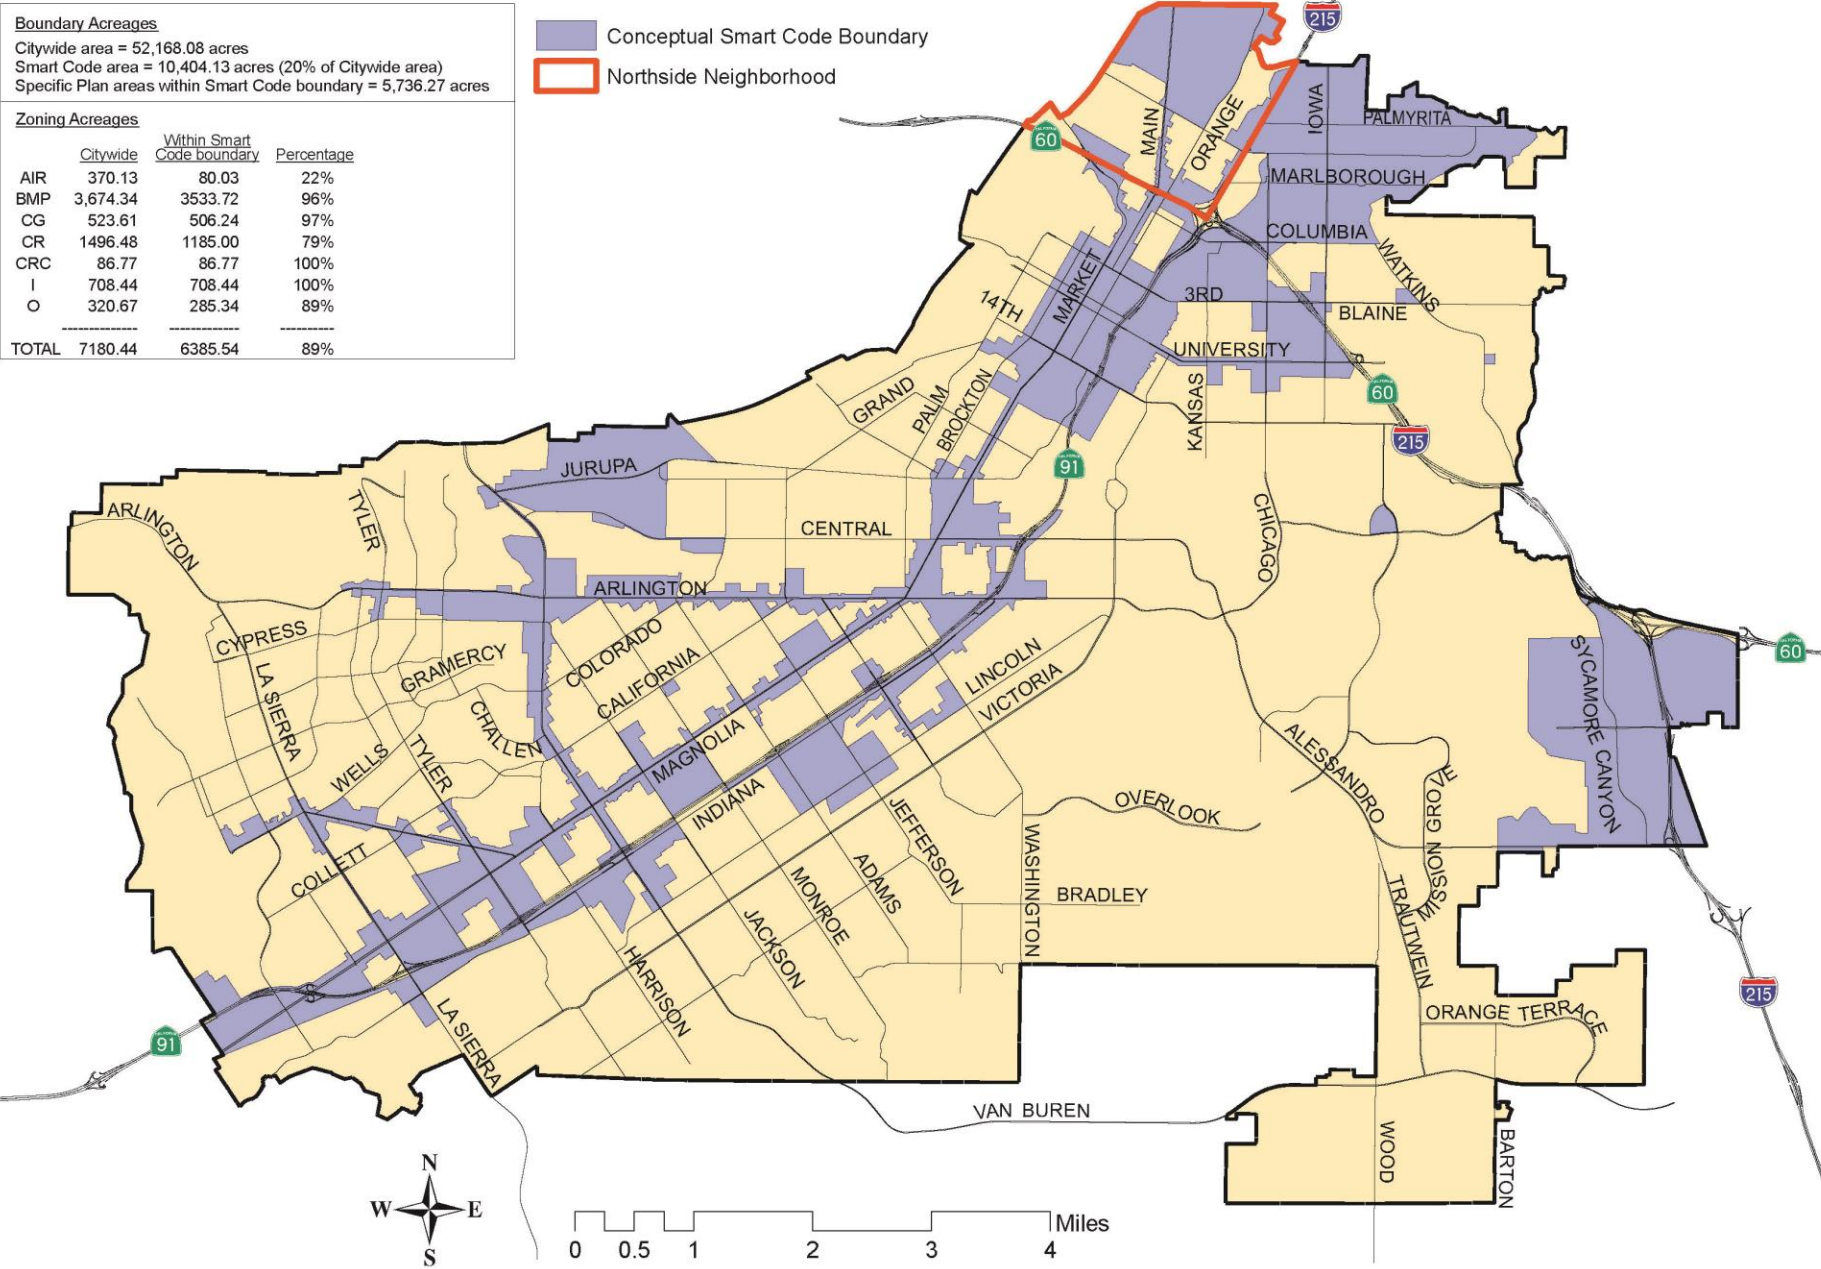 Boundary Acreages
Citywide area = 52,168.08 acres
Smart Code area = 10,404.13 acres (20% of Citywide area)
Specific Plan areas within Smart Code boundary = 5,736.27 acres
Zoning Acreages
Within Smart
Citywide Code boundary Percentage
AIR 370.13 80.03 22%
BMP 3,674.34 3533.72 96%
CG 523.61 506.24 97%
CR 1496.48 1185.00 79%
CRC 86.77 86.77 100%
I 708.44 708.44 100%
O 320.67 285.34 89%
-------------- ------------- ----------
TOTAL 7180.44 6385.54 89%
Conceptual Smart Code Boundary
Northside Neighborhood
215
60
MAIN
ORANGE
IOWA
PALMYRITA
MARLBOROUGH
COLUMBIA
WATKINS
MARKET
14TH
3RD
BLAINE
UNIVERSITY
KANSAS
60
215
GRAND
PALM
BROCKTON
91
JURUPA
CENTRAL
CHICAGO
ARLINGTON
TYLER
ARLINGTON
CYPRESS
LA SIERRA
GRAMERCY
COLORADO
CALIFORNIA
CHALLEN
LINCOLN
VICTORIA
SYCAMORE CANYON
60
WELLS
TYLER
MAGNOLIA
INDIANA
ALESSANDRO
OVERLOOK
MISSION GROVE
JEFFERSON
WASHINGTON
COLLETT
ADAMS
MONROE
BRADLEY
TRAUTWEIN
JACKSON
HARRISON
LA SIERRA
ORANGE TERRACE
215
91
VAN BUREN
WOOD
BARTON
N
W E
S
Miles
0 0.5 1 2 3 4